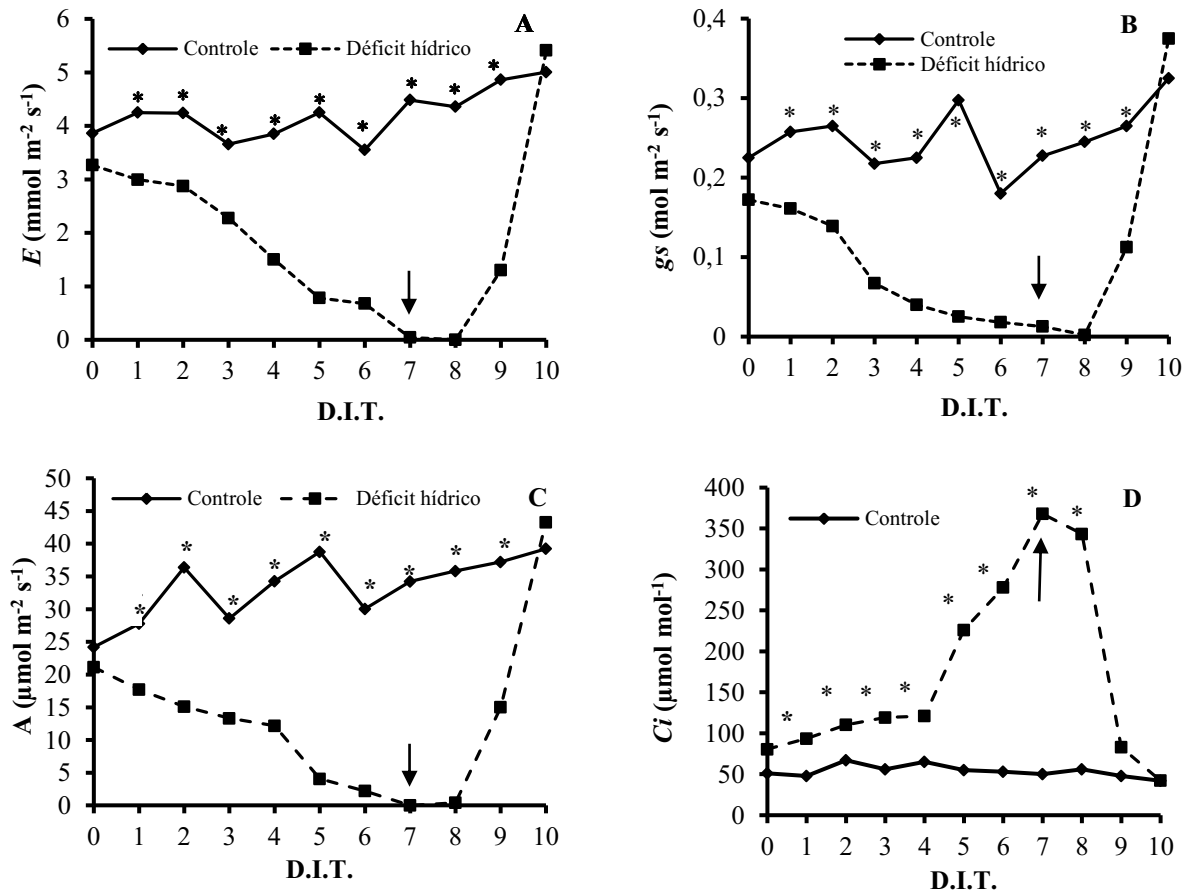 A
Controle Déficit hídrico
E (mmol m⁻² s⁻¹)
6
5
4
3
2
1
0
* * * * * * * * *
0 1 2 3 4 5 6 7 8 9 10
D.I.T.
B
Controle
Déficit hídrico
gs (mol m⁻² s⁻¹)
0,4
0,3
0,2
0,1
0
* * * * * * * * *
0 1 2 3 4 5 6 7 8 9 10
D.I.T.
C
Controle Déficit hídrico
A (µmol m⁻² s⁻¹)
50
45
40
35
30
25
20
15
10
5
0
* * * * * * * * *
0 1 2 3 4 5 6 7 8 9 10
D.I.T.
D
Controle
Ci (µmol mol⁻¹)
400
350
300
250
200
150
100
50
0
* * * * * * * *
0 1 2 3 4 5 6 7 8 9 10
D.I.T.